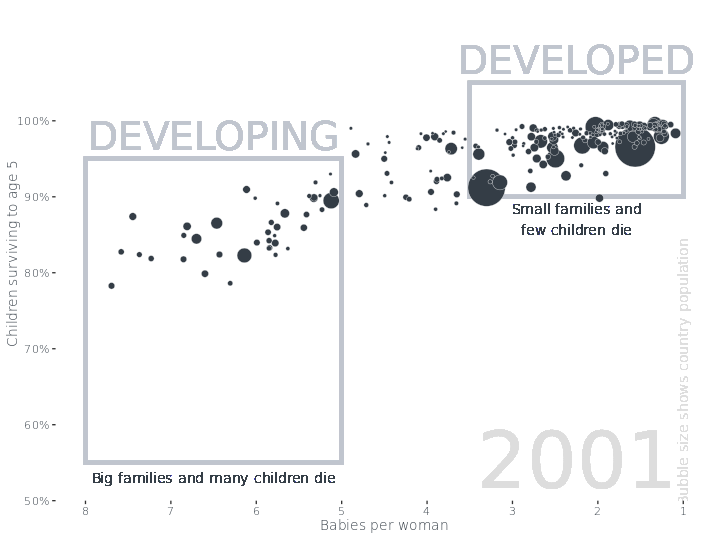 DEVELOPED
DEVELOPING
Children surviving to age 5
100%
90%
80%
70%
60%
50%
Small families and
few children die
Big families and many children die
2001
Bubble size shows country population
8
7
6
5
4
3
2
1
Babies per woman